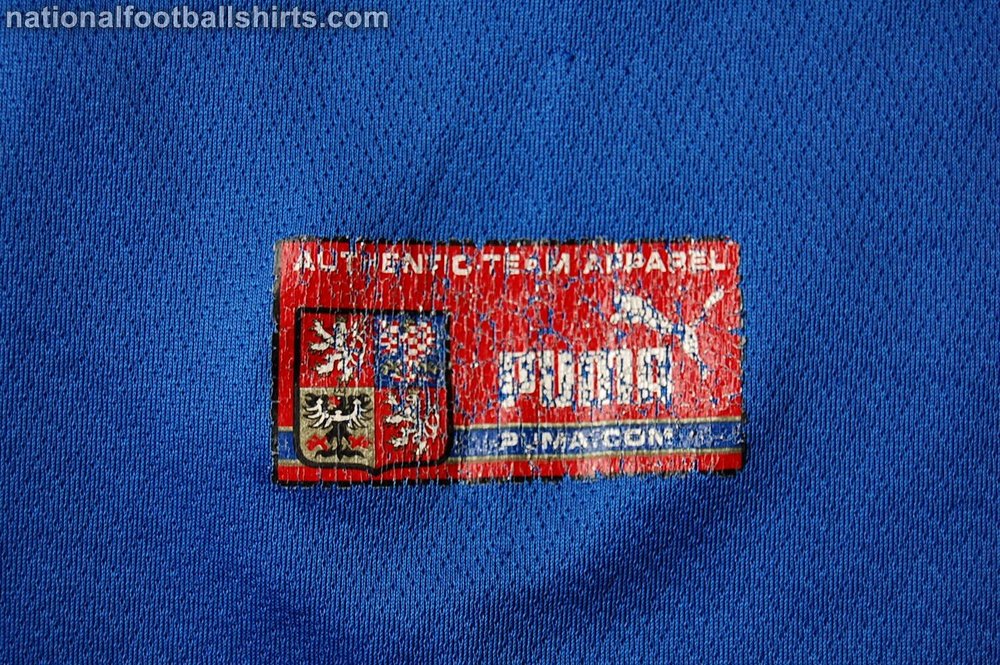 nationalfootballshirts.com
AUTHENTIC TEAM APPAREL
PUMA
PUMA.COM